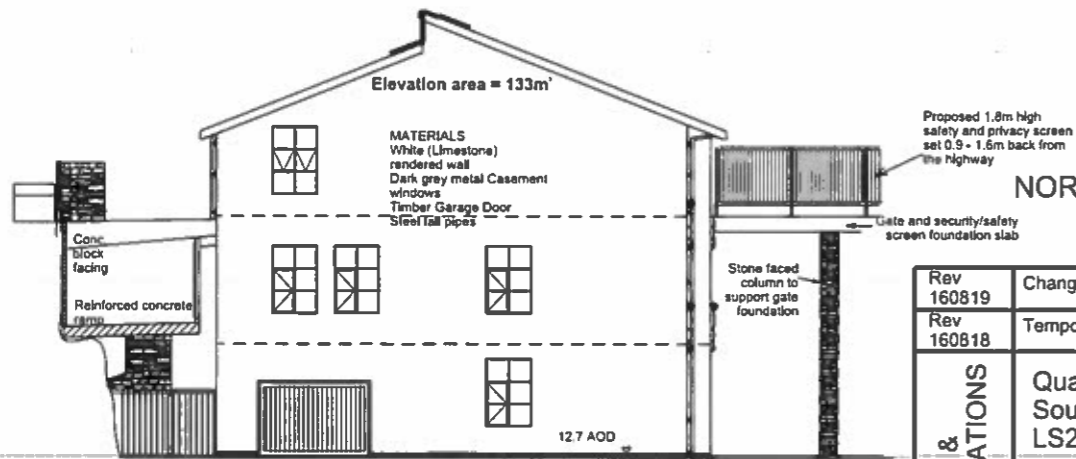 Elevation area = 133m'
MATERIALS
White (Limestone)
rendered wall
Dark grey metal Casement
windows
Timber Garage Door
Steel fall pipes
Proposed 1.8m high
safety and privacy screen
set 0.9 - 1.6m back from
the highway
NOR
Gate and security/safety
screen foundation slab
Conc
block
facing
Reinforced concrete
ramp
Stone faced
column to
support gate
foundation
12.7 AOD
Rev
160819
Chang
Rev
160818
Tempo
&
ATIONS
Qua
Sou
LS2